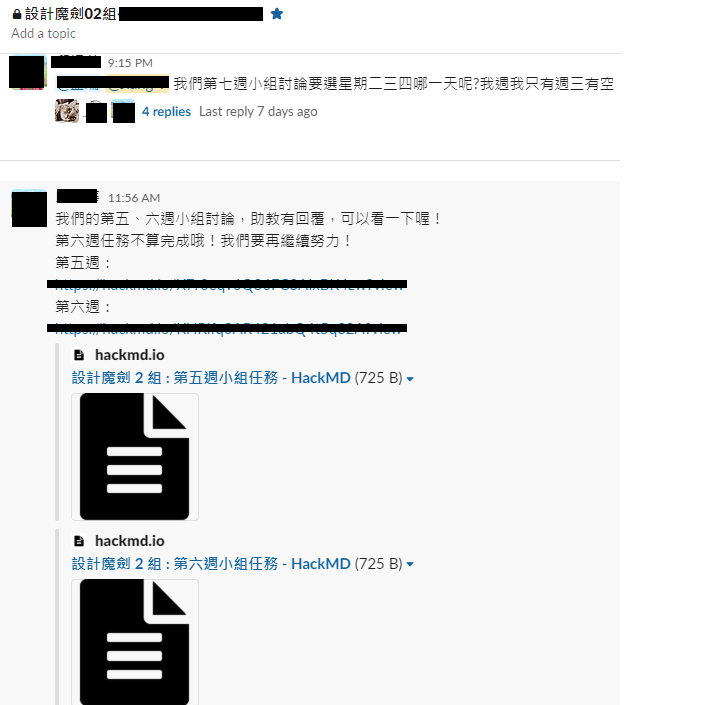 設計魔劍02組-
Add a topic
9:15 PM
我們第七週小組討論要選星期二三四哪一天呢?我週我只有週三有空
4 replies Last reply 7 days ago
11:56 AM
我們的第五、六週小組討論，助教有回覆，可以看一下喔！
第六週任務不算完成哦！我們要再繼續努力！
第五週：
第六週：
hackmd.io
設計魔劍 2 組 : 第五週小組任務 - HackMD (725 B)
hackmd.io
設計魔劍 2 組 : 第六週小組任務 - HackMD (725 B)